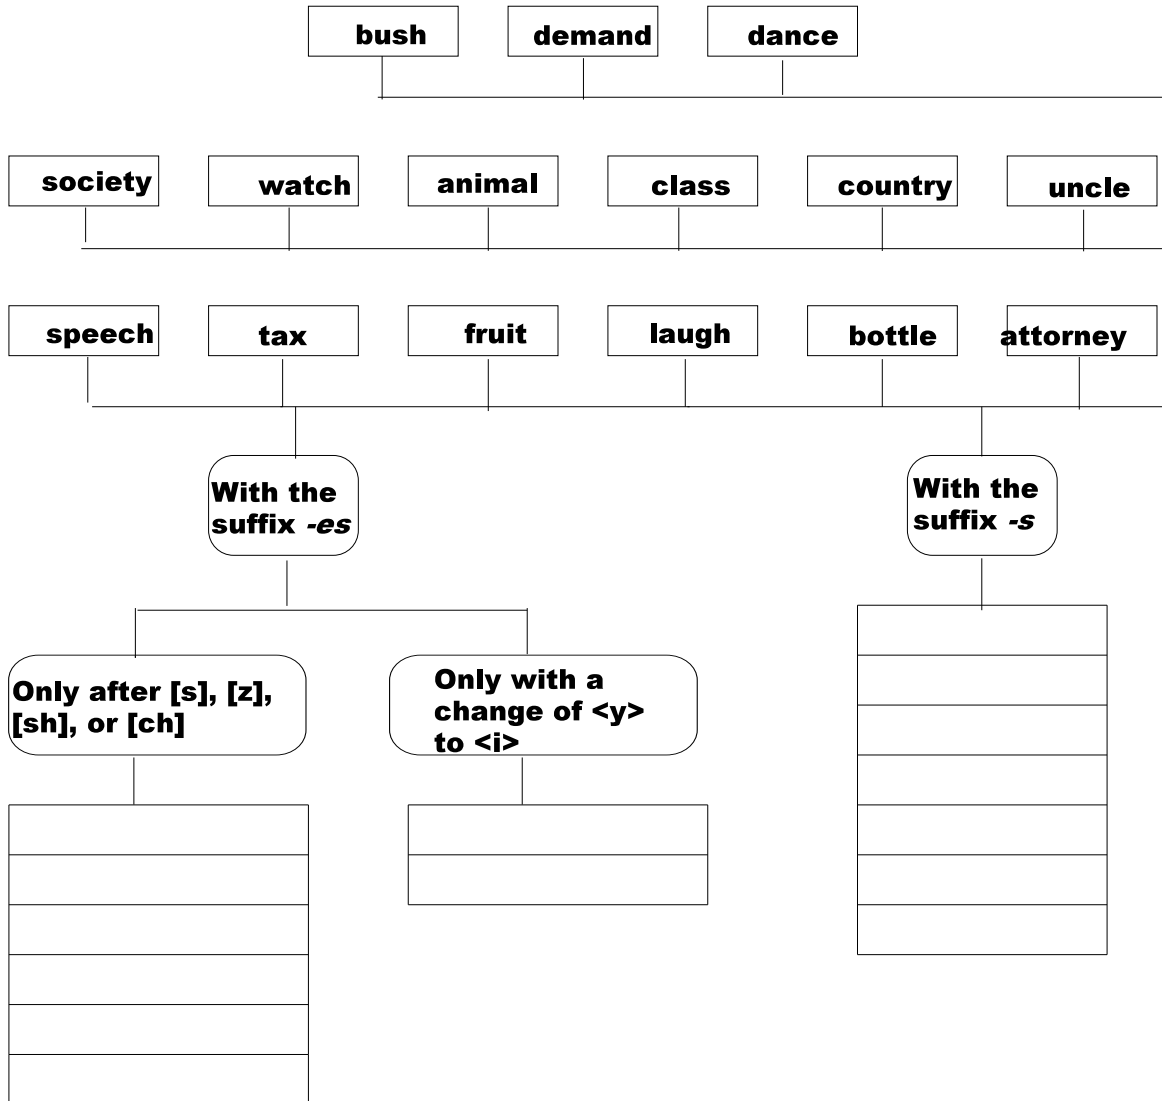 bush demand dance
society watch animal class country uncle
speech tax fruit laugh bottle attorney
With the
suffix -es
With the
suffix -s
Only after [s], [z],
[sh], or [ch]
Only with a
change of <y>
to <i>